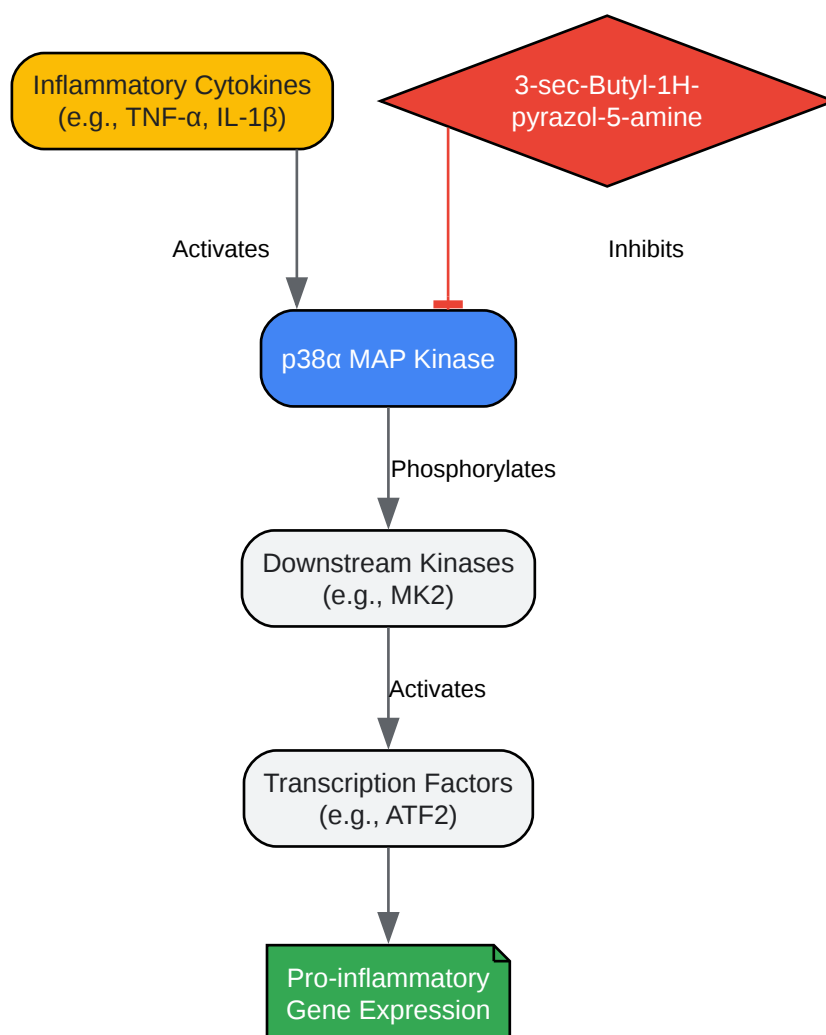 Inflammatory Cytokines
(e.g., TNF-α, IL-1β)
3-sec-Butyl-1H-
pyrazol-5-amine
Activates
Inhibits
p38α MAP Kinase
Phosphorylates
Downstream Kinases
(e.g., MK2)
Activates
Transcription Factors
(e.g., ATF2)
Pro-inflammatory
Gene Expression